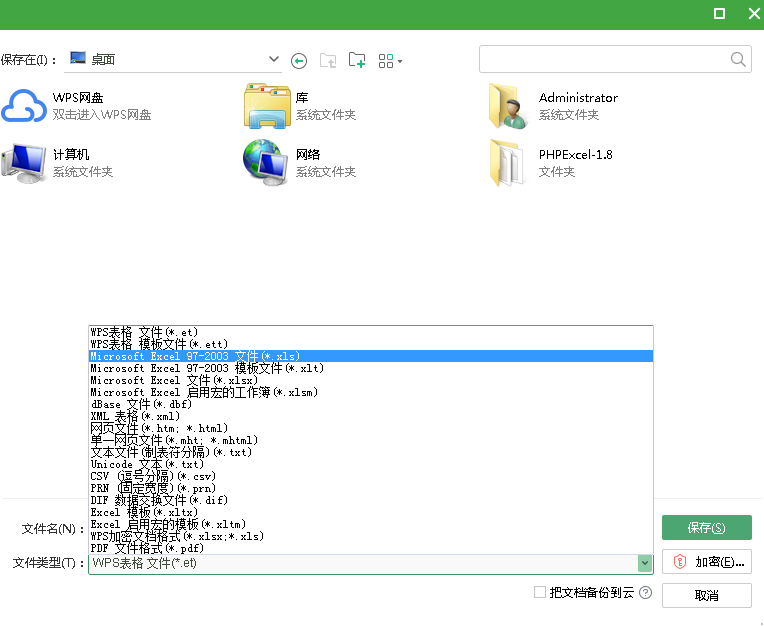 保存在(I)：
桌面
WPS网盘
双击进入WPS网盘
库
系统文件夹
Administrator
系统文件夹
计算机
系统文件夹
网络
系统文件夹
PHPExcel-1.8
文件夹
WPS表格 文件(*.et)
WPS表格 模板文件(*.ett)
Microsoft Excel 97-2003 文件(*.xls)
Microsoft Excel 97-2003 模板文件(*.xlt)
Microsoft Excel 文件(*.xlsx)
Microsoft Excel 启用宏的工作簿(*.xlsm)
dBase 文件(*.dbf)
XML 表格(*.xml)
网页文件(*.htm; *.html)
单一网页文件(*.mht; *.mhtml)
文本文件(制表符分隔)(*.txt)
Unicode 文本(*.txt)
CSV (逗号分隔)(*.csv)
PRN (固定宽度)(*.prn)
DIF 数据交换文件(*.dif)
Excel 模板(*.xltx)
Excel 启用宏的模板(*.xltm)
WPS加密文档格式(*.xlsx;*.xls)
PDF 文件格式(*.pdf)
文件名(N)：
保存(S)
文件类型(T)：
WPS表格 文件(*.et)
加密(E)...
把文档备份到云
取消